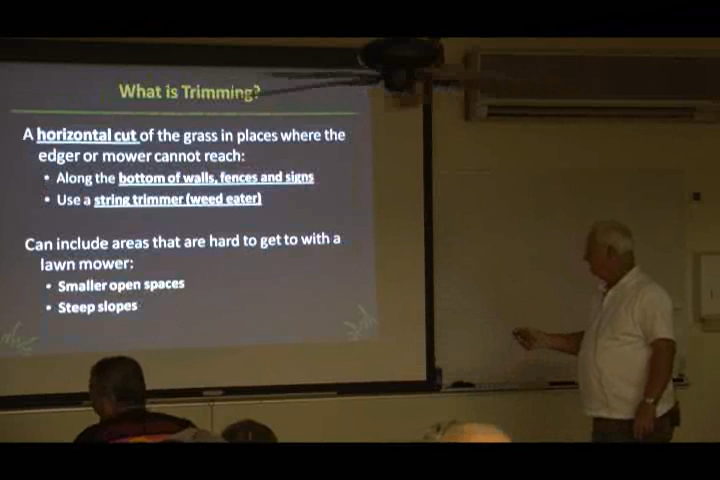 What is Trimming?
A horizontal cut of the grass in places where the
edger or mower cannot reach:
• Along the bottom of walls, fences and signs
• Use a string trimmer (weed eater)
Can include areas that are hard to get to with a
lawn mower:
• Smaller open spaces
• Steep slopes